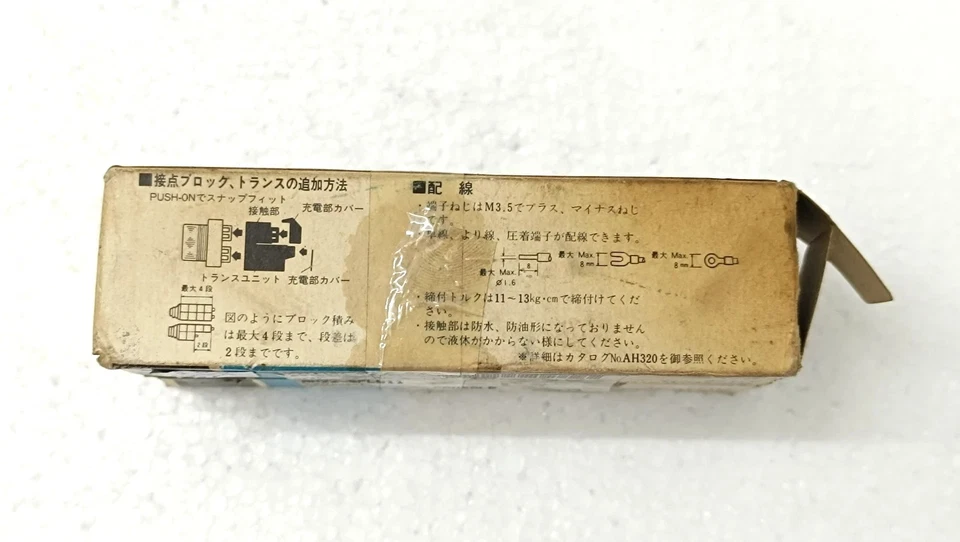 ■接点ブロック、トランスの追加方法
PUSH-ONでスナップフィット
接触部
充電部カバー
トランスユニット 充電部カバー
最大4段
2段
図のようにブロック積み
は最大4段まで、段差は
2段までです。
■配 線
・端子ねじはM3.5でプラス、マイナスねじ
です。
・単線、より線、圧着端子が配線できます。
最大 Max.
ø1.6
8
最大 Max.
8mm
最大 Max.
8mm
・締付トルクは11〜13kg·cmで締付けてくだ
さい。
・接触部は防水、防油形になっておりません
ので液体がかからない様にしてください。
※詳細はカタログNo.AH320を御参照ください。